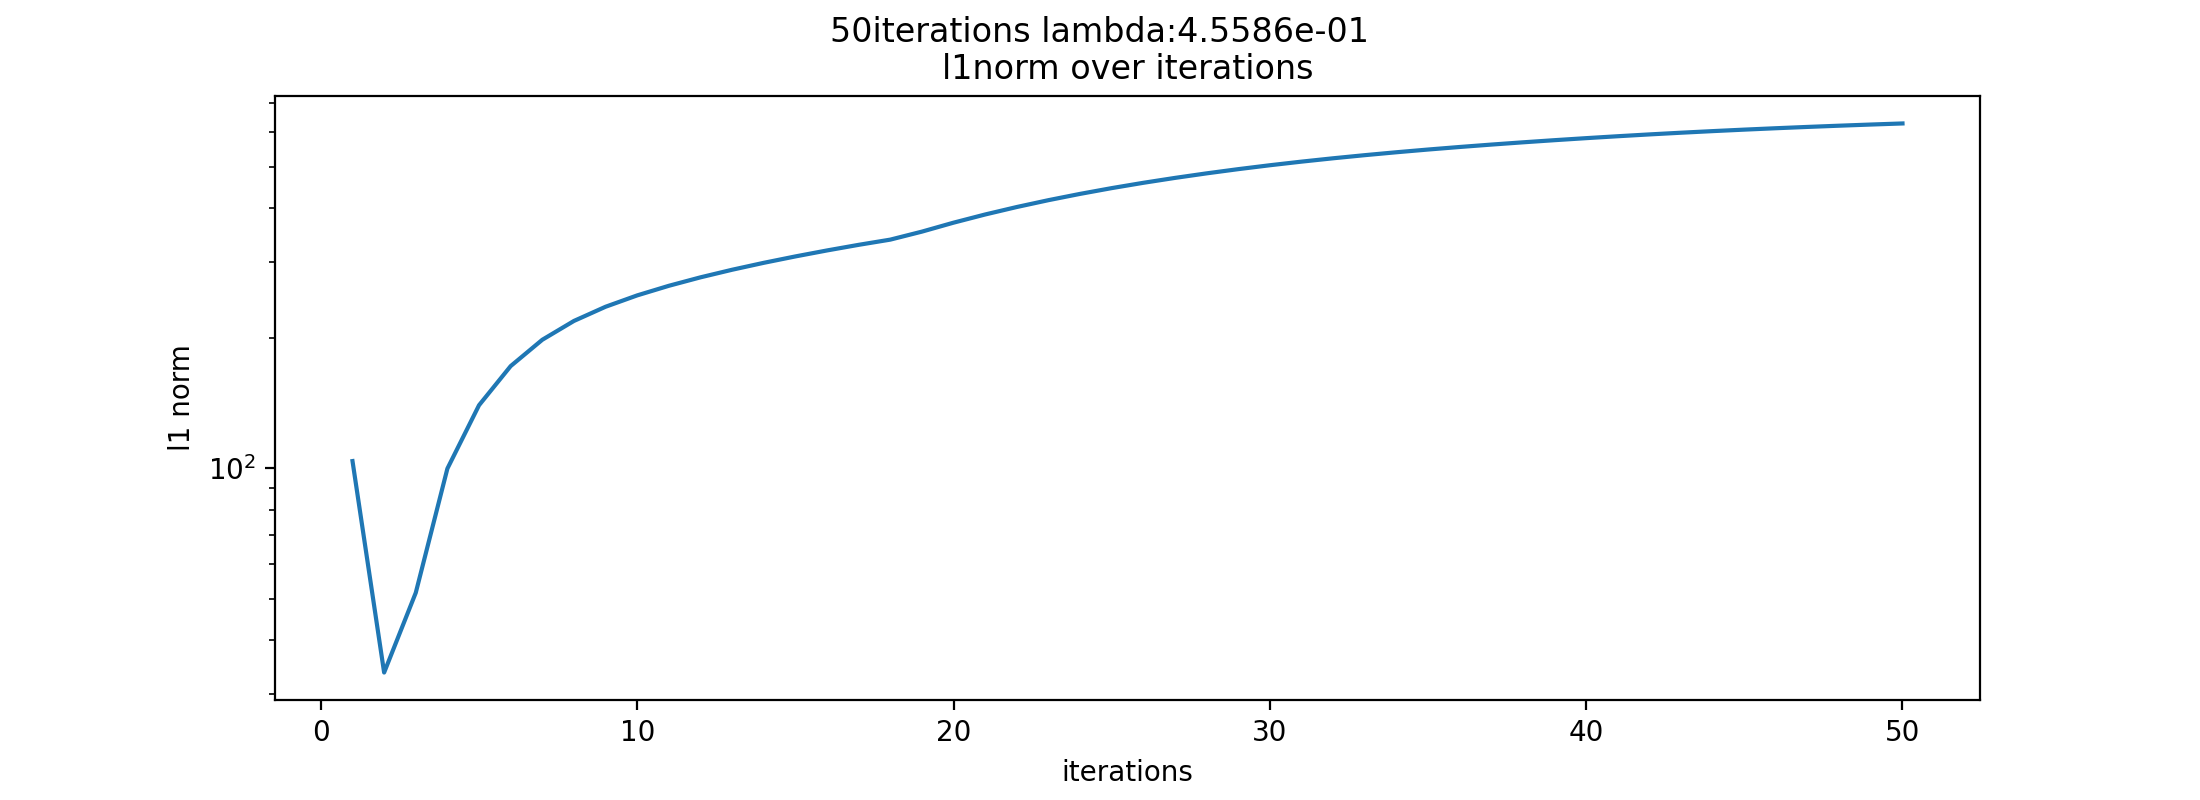 50iterations lambda:4.5586e-01
l1norm over iterations
l1 norm
10²
0 10 20 30 40 50
iterations